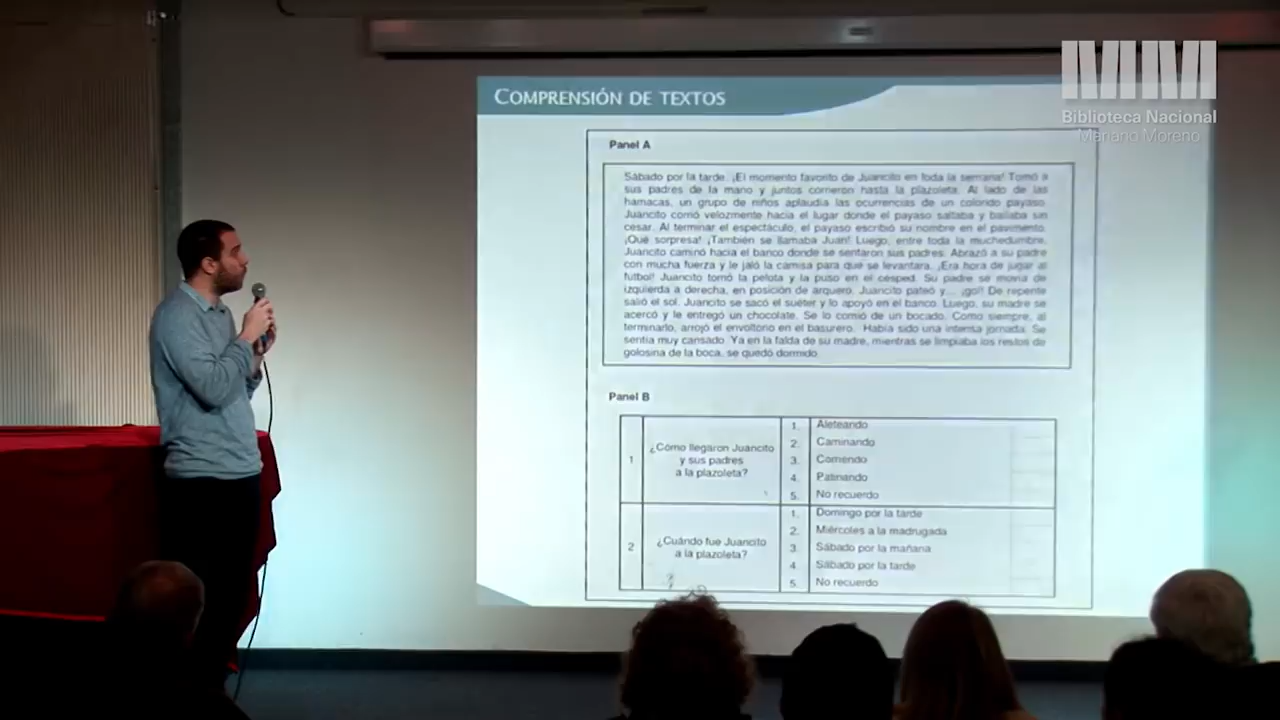 Biblioteca Nacional
Mariano Moreno
COMPRENSIÓN DE TEXTOS
Panel A
Sábado por la tarde. ¡El momento favorito de Juancito en toda la semana! Tomó a
sus padres de la mano y juntos corrieron hasta la plazoleta. Al lado de las
hamacas, un grupo de niños aplaudía las ocurrencias de un colorido payaso.
Juancito corrió velozmente hacia el lugar donde el payaso saltaba y bailaba sin
cesar. Al terminar el espectáculo, el payaso escribió su nombre en el pavimento.
¡Qué sorpresa! ¡También se llamaba Juan! Luego, entre toda la muchedumbre,
Juancito caminó hacia el banco donde se sentaron sus padres. Abrazó a su padre
con mucha fuerza y le jaló la camisa para que se levantara. ¡Era hora de jugar al
fútbol! Juancito tomó la pelota y la puso en el césped. Su padre se movía de
izquierda a derecha, en posición de arquero. Juancito pateó y... ¡gol! De repente
salió el sol. Juancito se sacó el suéter y lo apoyó en el banco. Luego, su madre se
acercó y le entregó un chocolate. Se lo comió de un bocado. Como siempre, al
terminarlo, arrojó el envoltorio en el basurero. Había sido una intensa jornada. Se
sentía muy cansado. Ya en la falda de su madre, mientras se limpiaba los restos de
golosina de la boca, se quedó dormido.
Panel B
1
¿Cómo llegaron Juancito
y sus padres
a la plazoleta?
1. Aleteando
2. Caminando
3. Corriendo
4. Patinando
5. No recuerdo
2
¿Cuándo fue Juancito
a la plazoleta?
1. Domingo por la tarde
2. Miércoles a la madrugada
3. Sábado por la mañana
4. Sábado por la tarde
5. No recuerdo